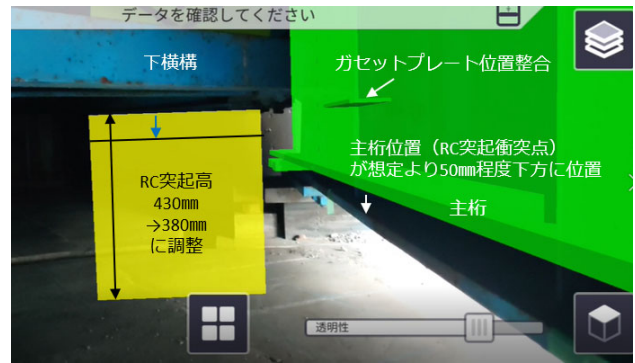 データを確認してください
下横構
ガセットプレート位置整合
主桁位置（RC突起衝突点）
が想定より50㎜程度下方に位置
主桁
RC突起高
430㎜
→380㎜
に調整
透明性